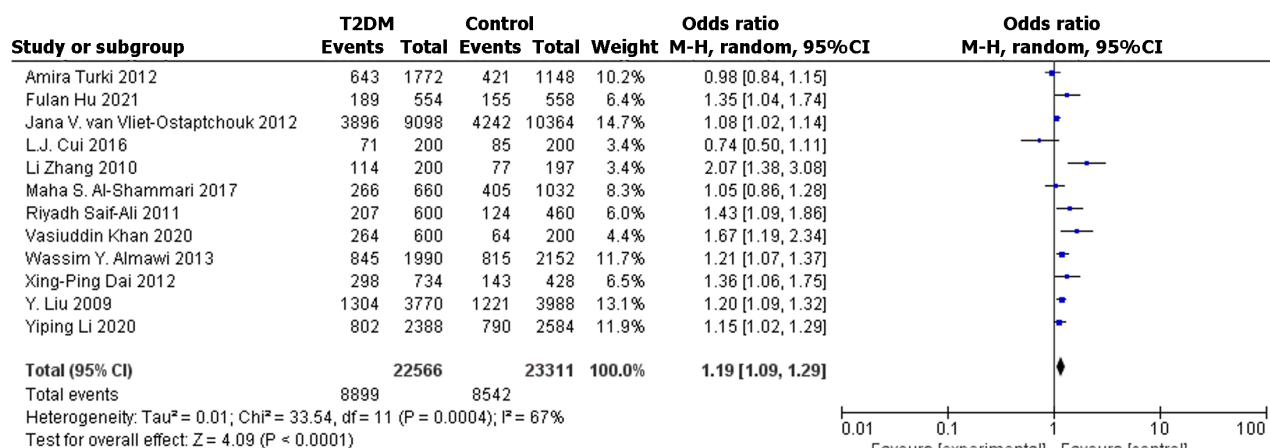 T2DM Control Odds ratio Odds ratio
Study or subgroup Events Total Events Total Weight M-H, random, 95%CI M-H, random, 95%CI
Amira Turki 2012 643 1772 421 1148 10.2% 0.98 [0.84, 1.15]
Fulan Hu 2021 189 554 155 558 6.4% 1.35 [1.04, 1.74]
Jana V. van Vliet-Ostaptchouk 2012 3896 9098 4242 10364 14.7% 1.08 [1.02, 1.14]
L.J. Cui 2016 71 200 85 200 3.4% 0.74 [0.50, 1.11]
Li Zhang 2010 114 200 77 197 3.4% 2.07 [1.38, 3.08]
Maha S. Al-Shammari 2017 266 660 405 1032 8.3% 1.05 [0.86, 1.28]
Riyadh Saif-Ali 2011 207 600 124 460 6.0% 1.43 [1.09, 1.86]
Vasiuddin Khan 2020 264 600 64 200 4.4% 1.67 [1.19, 2.34]
Wassim Y. Almawi 2013 845 1990 815 2152 11.7% 1.21 [1.07, 1.37]
Xing-Ping Dai 2012 298 734 143 428 6.5% 1.36 [1.06, 1.75]
Y. Liu 2009 1304 3770 1221 3988 13.1% 1.20 [1.09, 1.32]
Yiping Li 2020 802 2388 790 2584 11.9% 1.15 [1.02, 1.29]
Total (95% CI) 22566 23311 100.0% 1.19 [1.09, 1.29]
Total events 8899 8542
Heterogeneity: Tau² = 0.01; Chi² = 33.54, df = 11 (P = 0.0004); I² = 67%
Test for overall effect: Z = 4.09 (P < 0.0001)
0.01 0.1 1 10 100
Favours [experimental] Favours [control]